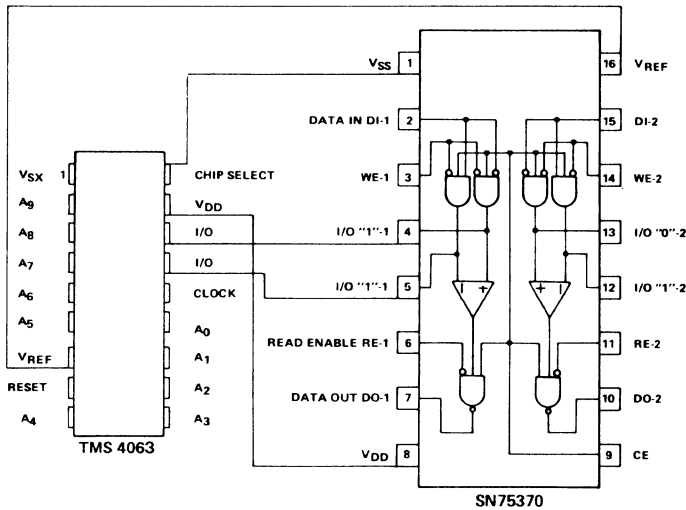 VSS 1 16 VREF
DATA IN DI-1 2 15 DI-2
VSX 1 CHIP SELECT WE-1 3 14 WE-2
A9 VDD
A8 I/O I/O "1"-1 4 13 I/O "0"-2
A7 I/O
I/O "1"-1 5 12 I/O "1"-2
A6 CLOCK
A5 A0
READ ENABLE RE-1 6 11 RE-2
VREF A1
RESET A2
DATA OUT DO-1 7 10 DO-2
A4 A3
TMS 4063
VDD 8 9 CE
SN75370
− + + −